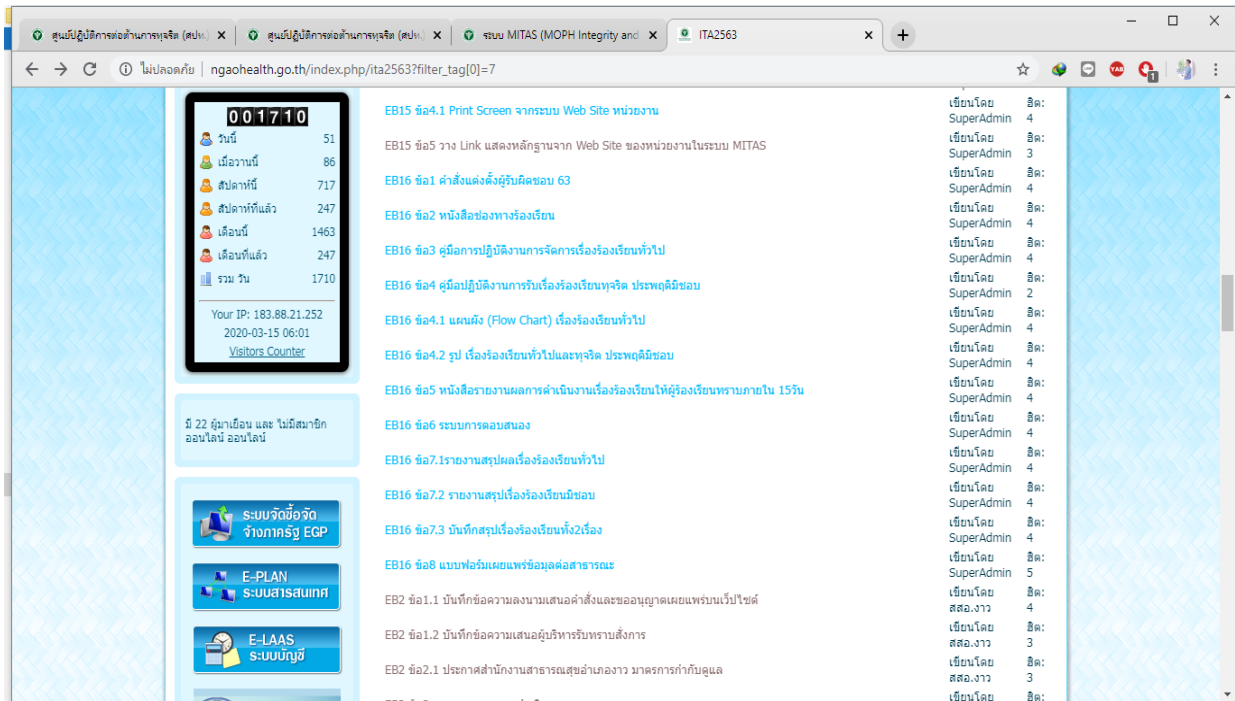 ศูนย์ปฏิบัติการต่อต้านการทุจริต (ศปท.)
ศูนย์ปฏิบัติการต่อต้านการทุจริต (ศปท.)
ระบบ MITAS (MOPH Integrity and
ITA2563
ไม่ปลอดภัย | ngaohealth.go.th/index.php/ita2563?filter_tag[0]=7
001710
วันนี้ 51
เมื่อวานนี้ 86
สัปดาห์นี้ 717
สัปดาห์ที่แล้ว 247
เดือนนี้ 1463
เดือนที่แล้ว 247
รวม วัน 1710
Your IP: 183.88.21.252
2020-03-15 06:01
Visitors Counter
มี 22 ผู้มาเยือน และ ไม่มีสมาชิก
ออนไลน์ ออนไลน์
ระบบจัดซื้อจัด
จ้างภาครัฐ EGP
E-PLAN
ระบบสารสนเทศ
E-LAAS
ระบบบัญชี
EB15 ข้อ4.1 Print Screen จากระบบ Web Site หน่วยงาน
เขียนโดย ฮิต:
SuperAdmin 4
EB15 ข้อ5 วาง Link แสดงหลักฐานจาก Web Site ของหน่วยงานในระบบ MITAS
เขียนโดย ฮิต:
SuperAdmin 3
EB16 ข้อ1 คำสั่งแต่งตั้งผู้รับผิดชอบ 63
เขียนโดย ฮิต:
SuperAdmin 4
EB16 ข้อ2 หนังสือช่องทางร้องเรียน
เขียนโดย ฮิต:
SuperAdmin 4
EB16 ข้อ3 คู่มือการปฏิบัติงานการจัดการเรื่องร้องเรียนทั่วไป
เขียนโดย ฮิต:
SuperAdmin 4
EB16 ข้อ4 คู่มือปฏิบัติงานการรับเรื่องร้องเรียนทุจริต ประพฤติมิชอบ
เขียนโดย ฮิต:
SuperAdmin 2
EB16 ข้อ4.1 แผนผัง (Flow Chart) เรื่องร้องเรียนทั่วไป
เขียนโดย ฮิต:
SuperAdmin 4
EB16 ข้อ4.2 รูป เรื่องร้องเรียนทั่วไปและทุจริต ประพฤติมิชอบ
เขียนโดย ฮิต:
SuperAdmin 4
EB16 ข้อ5 หนังสือรายงานผลการดำเนินงานเรื่องร้องเรียนให้ผู้ร้องเรียนทราบภายใน 15วัน
เขียนโดย ฮิต:
SuperAdmin 4
EB16 ข้อ6 ระบบการตอบสนอง
เขียนโดย ฮิต:
SuperAdmin 4
EB16 ข้อ7.1รายงานสรุปผลเรื่องร้องเรียนทั่วไป
เขียนโดย ฮิต:
SuperAdmin 4
EB16 ข้อ7.2 รายงานสรุปเรื่องร้องเรียนมิชอบ
เขียนโดย ฮิต:
SuperAdmin 4
EB16 ข้อ7.3 บันทึกสรุปเรื่องร้องเรียนทั้ง2เรื่อง
เขียนโดย ฮิต:
SuperAdmin 4
EB16 ข้อ8 แบบฟอร์มเผยแพร่ข้อมูลต่อสาธารณะ
เขียนโดย ฮิต:
SuperAdmin 5
EB2 ข้อ1.1 บันทึกข้อความลงนามเสนอคำสั่งและขออนุญาตเผยแพร่บนเว็ปไซต์
เขียนโดย ฮิต:
สสอ.งาว 4
EB2 ข้อ1.2 บันทึกข้อความเสนอผู้บริหารรับทราบสั่งการ
เขียนโดย ฮิต:
สสอ.งาว 3
EB2 ข้อ2.1 ประกาศสำนักงานสาธารณสุขอำเภองาว มาตรการกำกับดูแล
เขียนโดย ฮิต:
สสอ.งาว 3
เขียนโดย ฮิต: